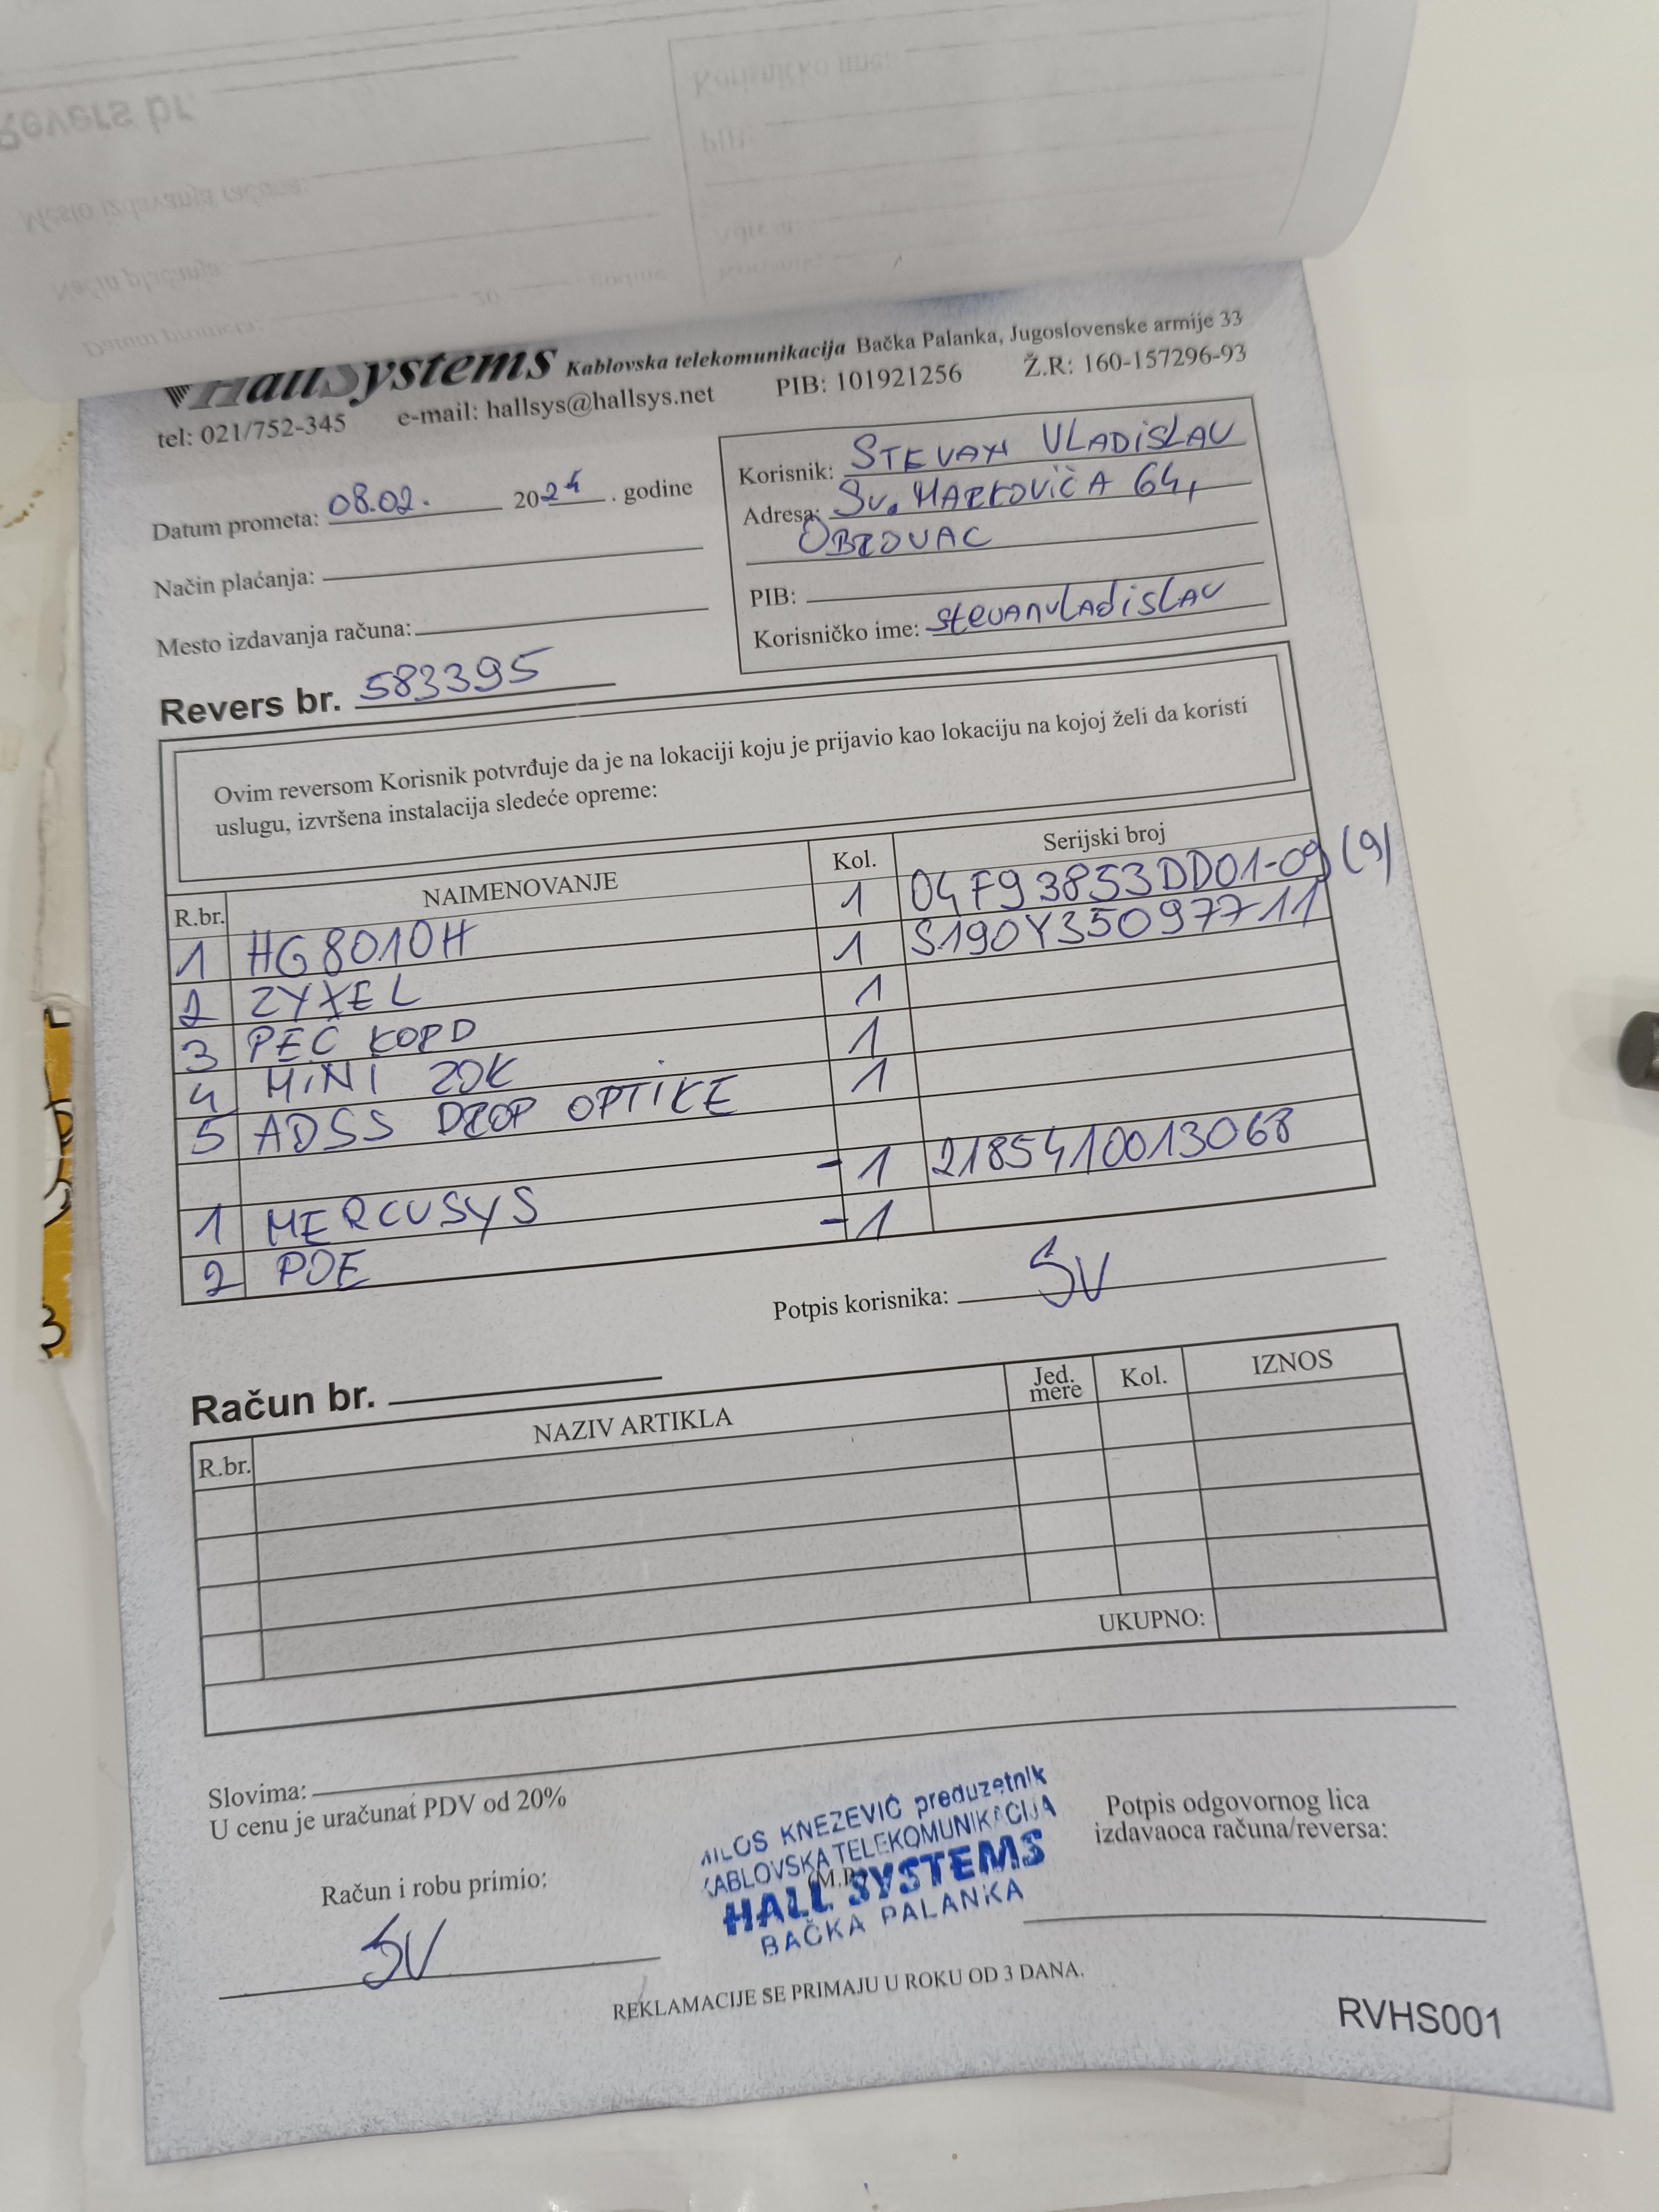 HallSystems Kablovska telekomunikacija Bačka Palanka, Jugoslovenske armije 33
tel: 021/752-345 e-mail: hallsys@hallsys.net PIB: 101921256 Ž.R: 160-157296-93
Datum prometa: 08.02. 2024. godine
Način plaćanja:
Mesto izdavanja računa:
Korisnik: STEVAN VLADISLAV
Adresa: SV. MARKOVIĆA 64,
OBROVAC
PIB:
Korisničko ime: stevanvladislav
Revers br. 583395
Ovim reversom Korisnik potvrđuje da je na lokaciji koju je prijavio kao lokaciju na kojoj želi da koristi
uslugu, izvršena instalacija sledeće opreme:
R.br. NAIMENOVANJE Kol. Serijski broj
1 HG8010H 1 04F93853DD01-09 (9)
2 ZYXEL 1 S190Y35097711
3 PEČ KORD 1
4 MINI ZOK 1
5 ADSS DROP OPTIKE 1
1 MERCUSYS -1 2185410013068
2 POE -1
Potpis korisnika: SV
Račun br.
R.br. NAZIV ARTIKLA Jed. mere Kol. IZNOS
UKUPNO:
Slovima:
U cenu je uračunat PDV od 20%
Račun i robu primio:
SV
MILOŠ KNEZEVIĆ preduzetnik
KABLOVSKA TELEKOMUNIKACIJA
(M.P.)
HALL SYSTEMS
BAČKA PALANKA
Potpis odgovornog lica
izdavaoca računa/reversa:
REKLAMACIJE SE PRIMAJU U ROKU OD 3 DANA.
RVHS001